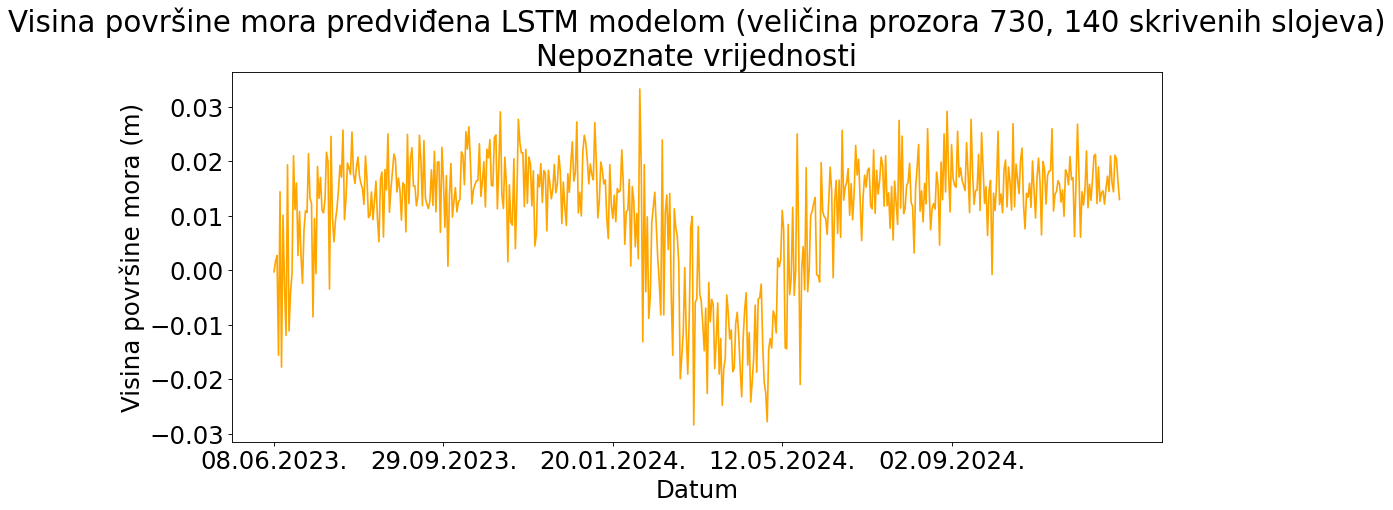 Visina površine mora predviđena LSTM modelom (veličina prozora 730, 140 skrivenih slojeva)
Nepoznate vrijednosti
Visina površine mora (m)
0.03
0.02
0.01
0.00
−0.01
−0.02
−0.03
08.06.2023. 29.09.2023. 20.01.2024. 12.05.2024. 02.09.2024.
Datum